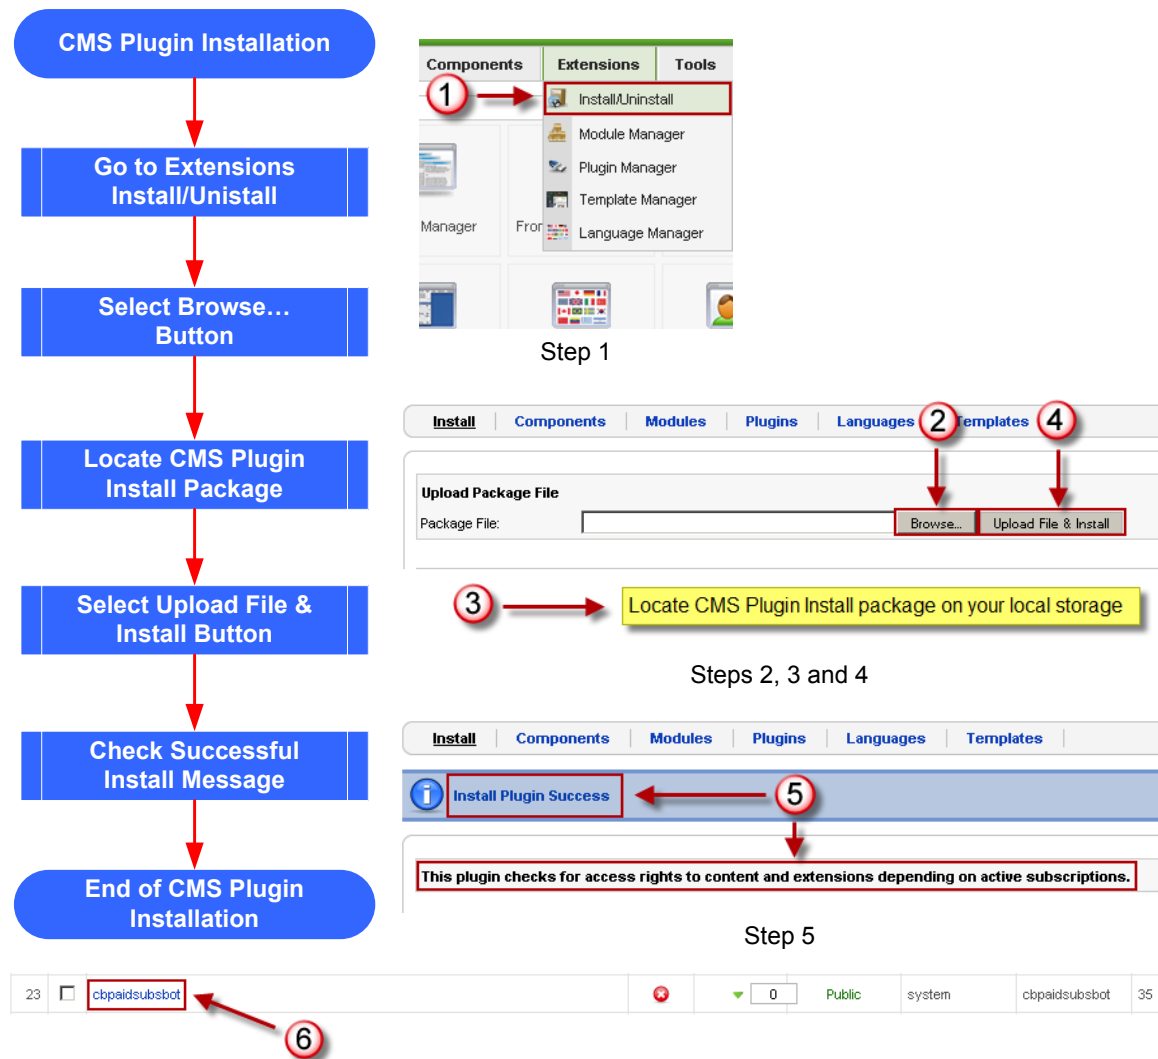 CMS Plugin Installation
Go to Extensions
Install/Unistall
Select Browse…
Button
Locate CMS Plugin
Install Package
Select Upload File &
Install Button
Check Successful
Install Message
End of CMS Plugin
Installation
Components Extensions Tools
1
Install/Uninstall
Module Manager
Plugin Manager
Template Manager
Manager
Language Manager
Step 1
Install Components Modules Plugins Languages 2 Templates 4
Upload Package File
Package File: Browse... Upload File & Install
3 Locate CMS Plugin Install package on your local storage
Steps 2, 3 and 4
Install Components Modules Plugins Languages Templates
Install Plugin Success 5
This plugin checks for access rights to content and extensions depending on active subscriptions.
Step 5
23 cbpaidsubsbot 0 Public system cbpaidsubsbot 35
6